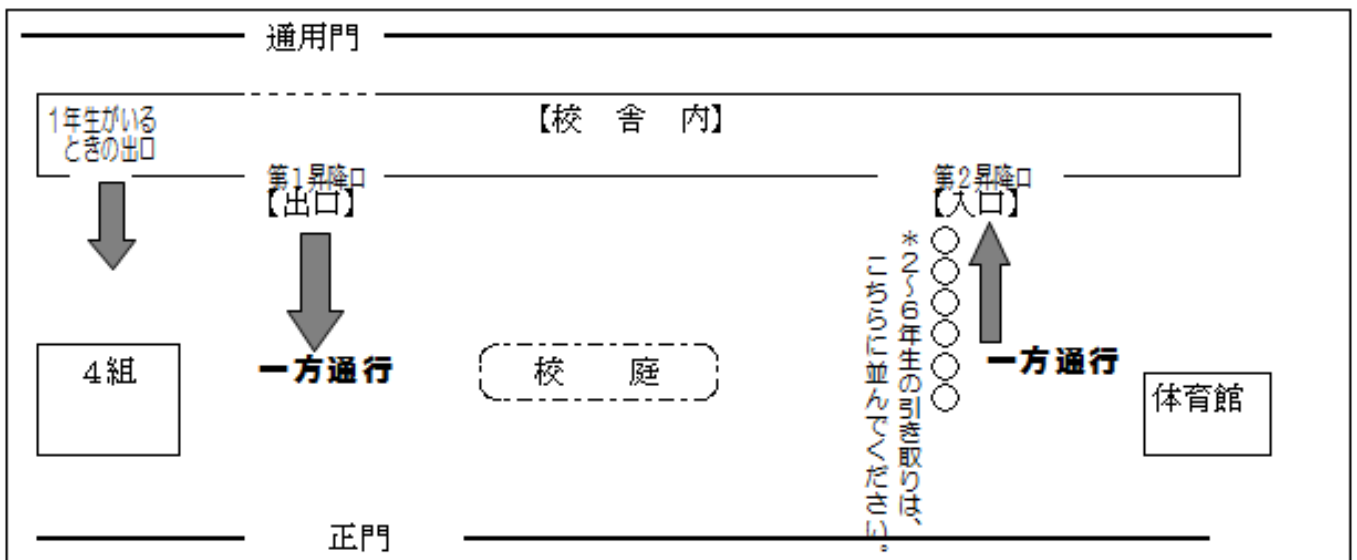 通用門
1年生がいる
ときの出口
【校 舎 内】
第1昇降口
【出口】
第2昇降口
【入口】
*2~6年生の引き取りは、
こちらに並んでください。
4組
一方通行
校 庭
一方通行
体育館
正門